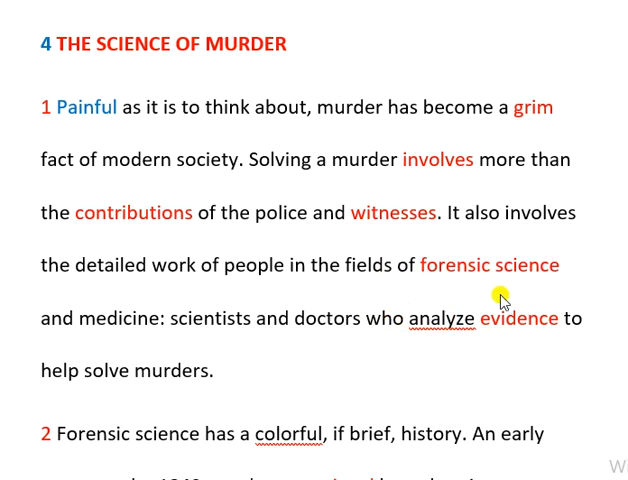 4 THE SCIENCE OF MURDER
1 Painful as it is to think about, murder has become a grim
fact of modern society. Solving a murder involves more than
the contributions of the police and witnesses. It also involves
the detailed work of people in the fields of forensic science
and medicine: scientists and doctors who analyze evidence to
help solve murders.
2 Forensic science has a colorful, if brief, history. An early
Wi